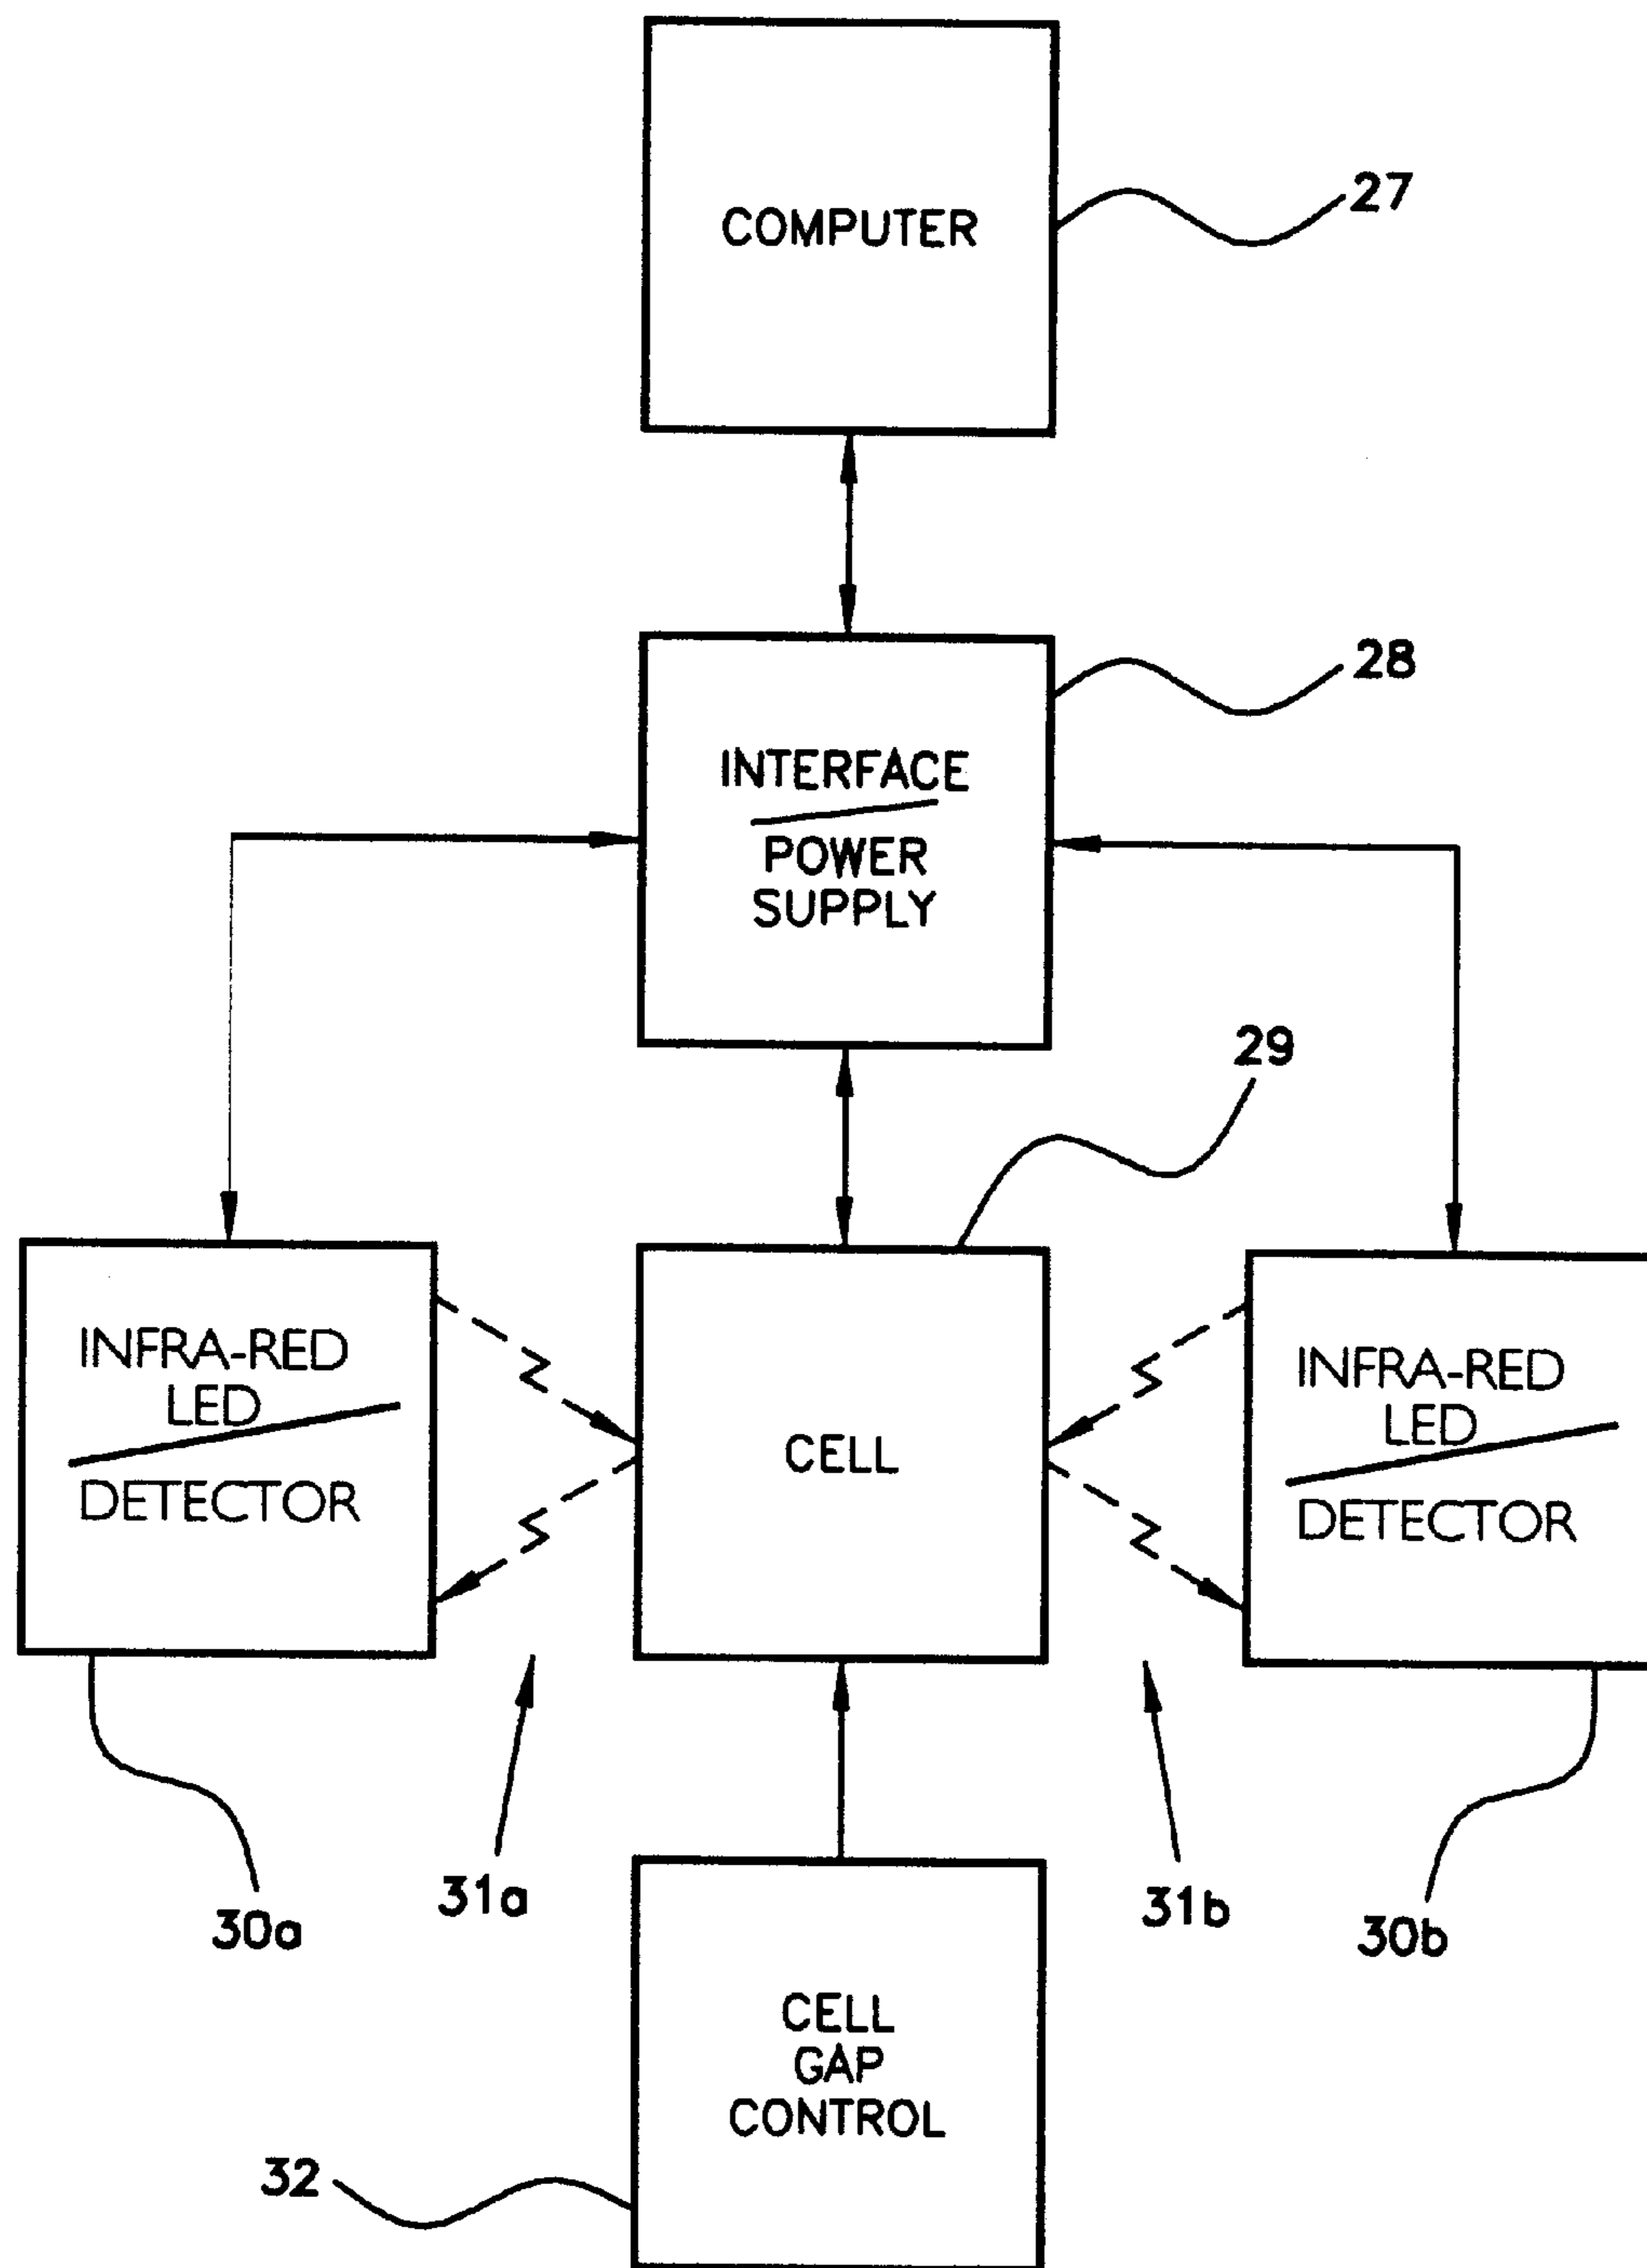 COMPUTER
27
28
INTERFACE
POWER
SUPPLY
29
INFRA-RED
LED
DETECTOR
CELL
INFRA-RED
LED
DETECTOR
31a
31b
30a
30b
CELL
GAP
CONTROL
32